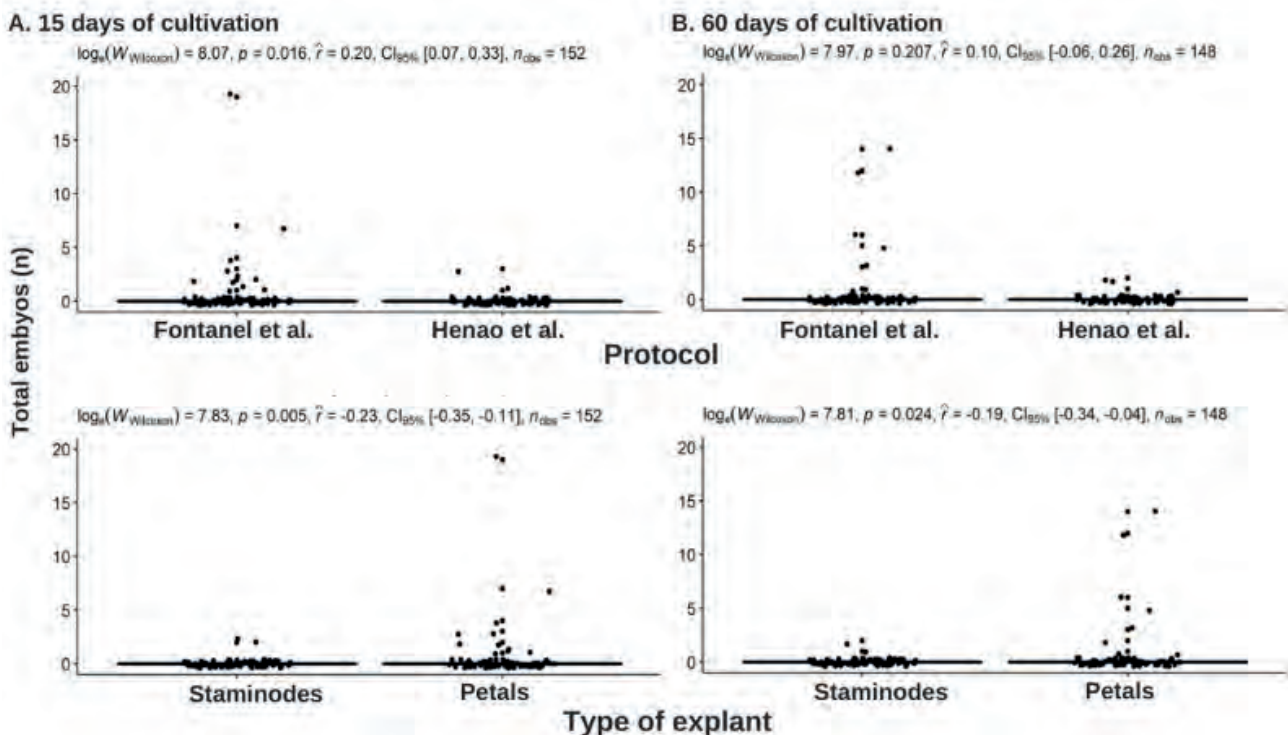 A. 15 days of cultivation
B. 60 days of cultivation
logₑ(W Wilcoxon) = 8.07, p = 0.016, r̂ = 0.20, CI95% [0.07, 0.33], nobs = 152
logₑ(W Wilcoxon) = 7.97, p = 0.207, r̂ = 0.10, CI95% [-0.06, 0.26], nobs = 148
20
15
10
5
0
20
15
10
5
0
Fontanel et al.
Henao et al.
Fontanel et al.
Henao et al.
Protocol
Total embyos (n)
logₑ(W Wilcoxon) = 7.83, p = 0.005, r̂ = -0.23, CI95% [-0.35, -0.11], nobs = 152
logₑ(W Wilcoxon) = 7.81, p = 0.024, r̂ = -0.19, CI95% [-0.34, -0.04], nobs = 148
20
15
10
5
0
20
15
10
5
0
Staminodes
Petals
Staminodes
Petals
Type of explant